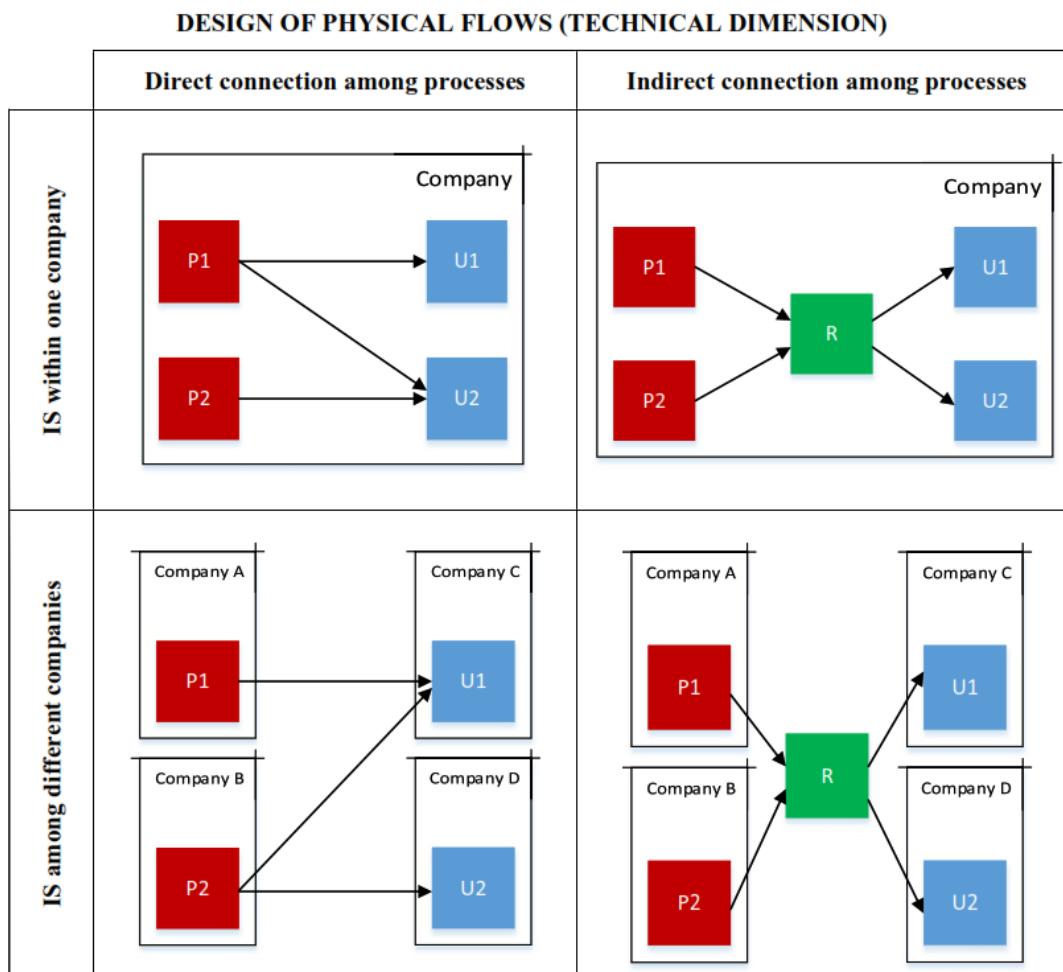 DESIGN OF PHYSICAL FLOWS (TECHNICAL DIMENSION)
Direct connection among processes
Indirect connection among processes
IS within one company
Company
P1
U1
P2
U2
Company
P1
U1
R
P2
U2
IS among different companies
Company A
Company C
P1
U1
Company B
Company D
P2
U2
Company A
Company C
P1
U1
R
Company B
Company D
P2
U2